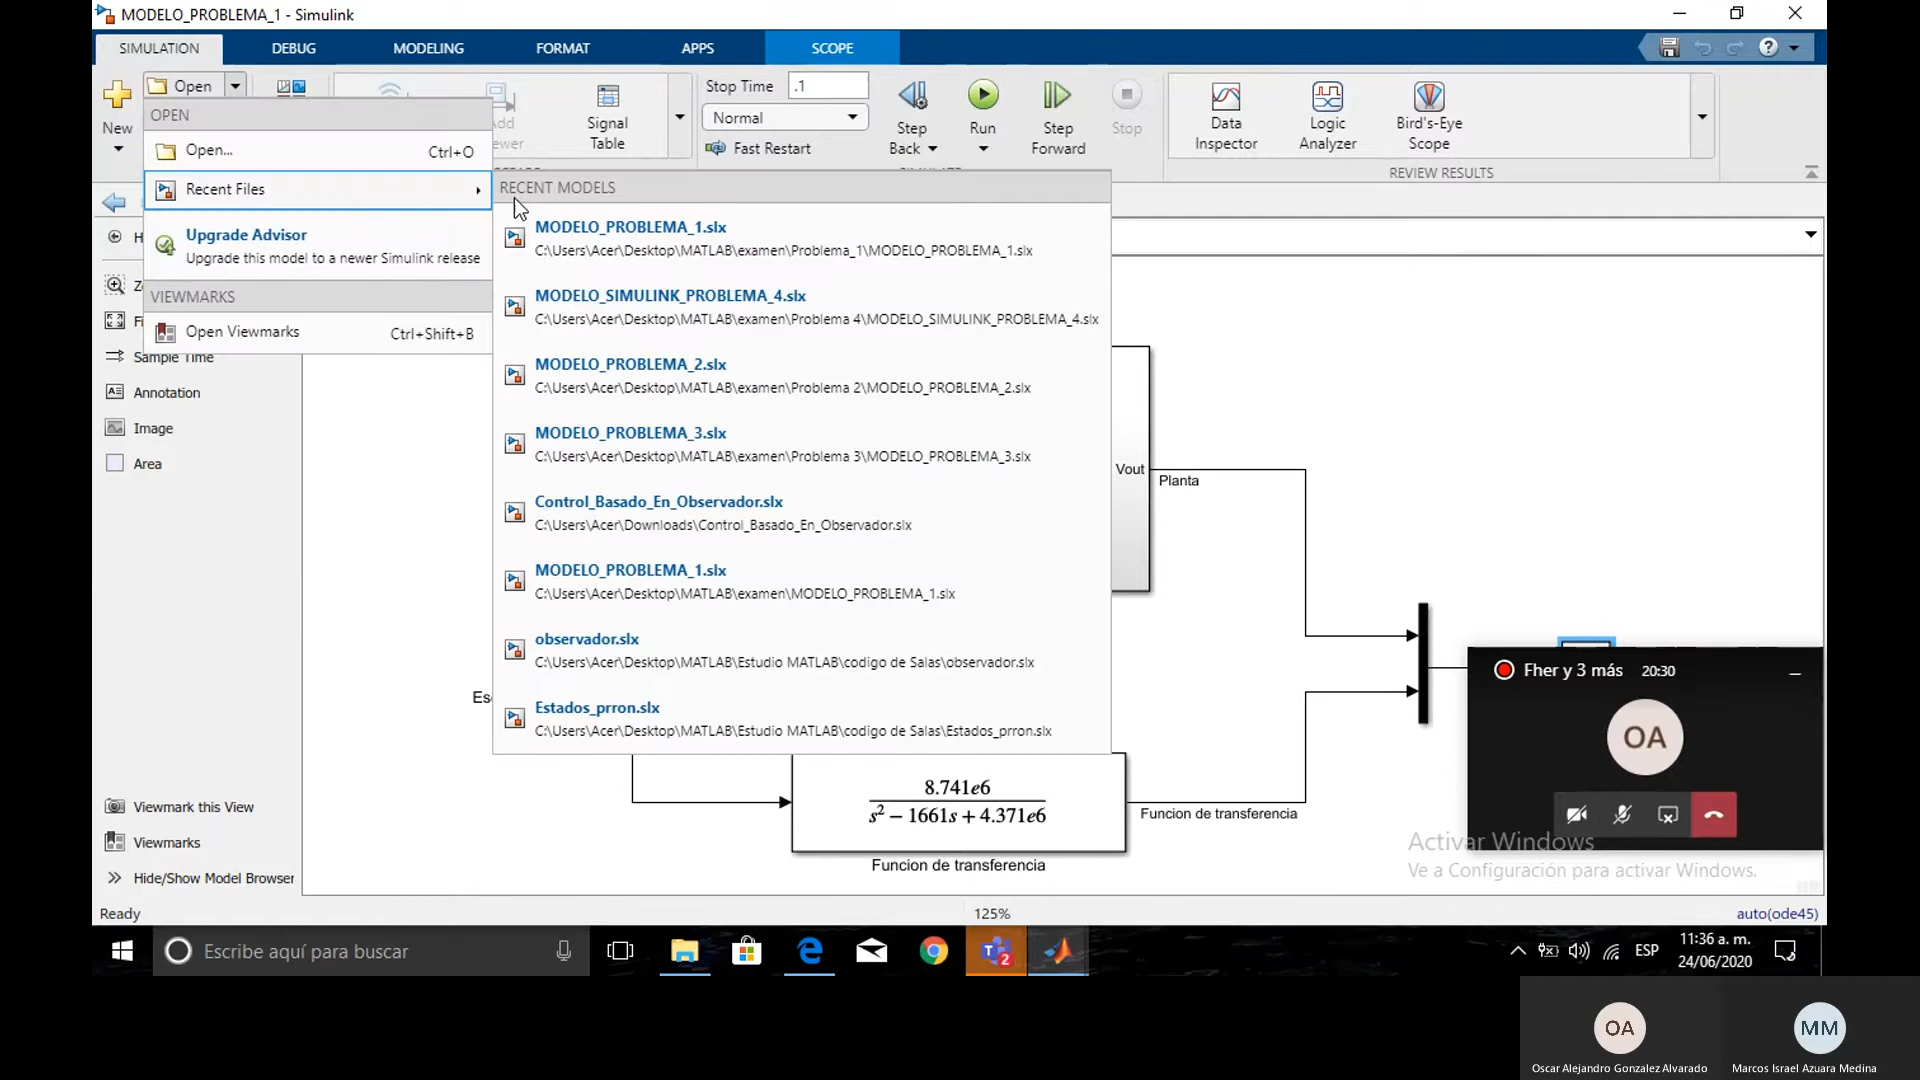 MODELO_PROBLEMA_1 - Simulink
SIMULATION
DEBUG
MODELING
FORMAT
APPS
SCOPE
New
Open
OPEN
Open...
Ctrl+O
Recent Files
Upgrade Advisor
Upgrade this model to a newer Simulink release
VIEWMARKS
Open Viewmarks
Ctrl+Shift+B
Signal
Table
Stop Time
.1
Normal
Fast Restart
Step
Back
Run
Step
Forward
Stop
Data
Inspector
Logic
Analyzer
Bird's-Eye
Scope
REVIEW RESULTS
RECENT MODELS
MODELO_PROBLEMA_1.slx
C:\Users\Acer\Desktop\MATLAB\examen\Problema_1\MODELO_PROBLEMA_1.slx
MODELO_SIMULINK_PROBLEMA_4.slx
C:\Users\Acer\Desktop\MATLAB\examen\Problema 4\MODELO_SIMULINK_PROBLEMA_4.slx
MODELO_PROBLEMA_2.slx
C:\Users\Acer\Desktop\MATLAB\examen\Problema 2\MODELO_PROBLEMA_2.slx
MODELO_PROBLEMA_3.slx
C:\Users\Acer\Desktop\MATLAB\examen\Problema 3\MODELO_PROBLEMA_3.slx
Control_Basado_En_Observador.slx
C:\Users\Acer\Downloads\Control_Basado_En_Observador.slx
MODELO_PROBLEMA_1.slx
C:\Users\Acer\Desktop\MATLAB\examen\MODELO_PROBLEMA_1.slx
observador.slx
C:\Users\Acer\Desktop\MATLAB\Estudio MATLAB\codigo de Salas\observador.slx
Estados_prron.slx
C:\Users\Acer\Desktop\MATLAB\Estudio MATLAB\codigo de Salas\Estados_prron.slx
Sample Time
Annotation
Image
Area
Viewmark this View
Viewmarks
Hide/Show Model Browser
Vout
Planta
8.741e6
s² − 1661s + 4.371e6
Funcion de transferencia
Funcion de transferencia
Fher y 3 más
20:30
OA
Activar Windows
Ve a Configuración para activar Windows.
Ready
125%
auto(ode45)
Escribe aquí para buscar
2
ESP
11:36 a. m.
24/06/2020
OA
MM
Oscar Alejandro Gonzalez Alvarado
Marcos Israel Azuara Medina